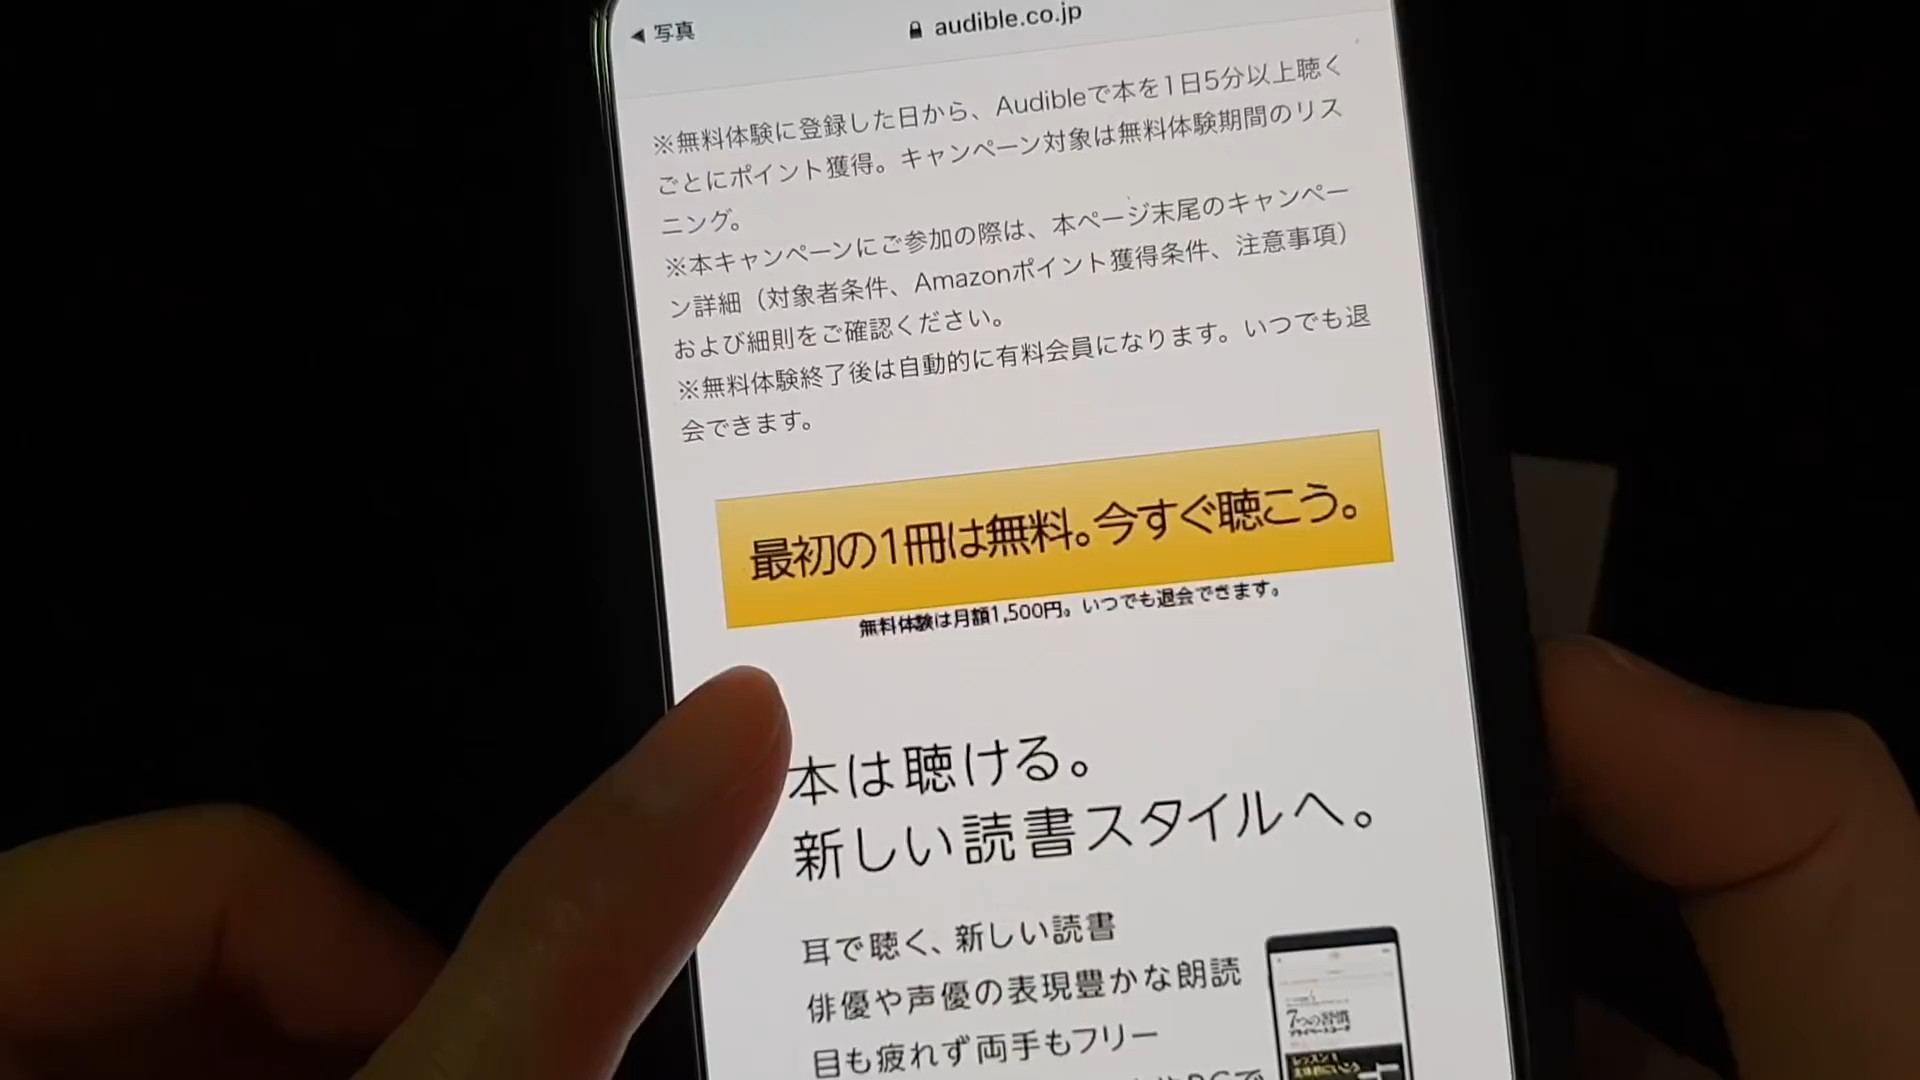 ◀ 写真
audible.co.jp
※無料体験に登録した日から、Audibleで本を1日5分以上聴く
ごとにポイント獲得。キャンペーン対象は無料体験期間のリス
ニング。
※本キャンペーンにご参加の際は、本ページ末尾のキャンペー
ン詳細（対象者条件、Amazonポイント獲得条件、注意事項）
および細則をご確認ください。
※無料体験終了後は自動的に有料会員になります。いつでも退
会できます。
最初の1冊は無料。今すぐ聴こう。
無料体験は月額1,500円。いつでも退会できます。
本は聴ける。
新しい読書スタイルへ。
耳で聴く、新しい読書
俳優や声優の表現豊かな朗読
目も疲れず両手もフリー
7つの習慣